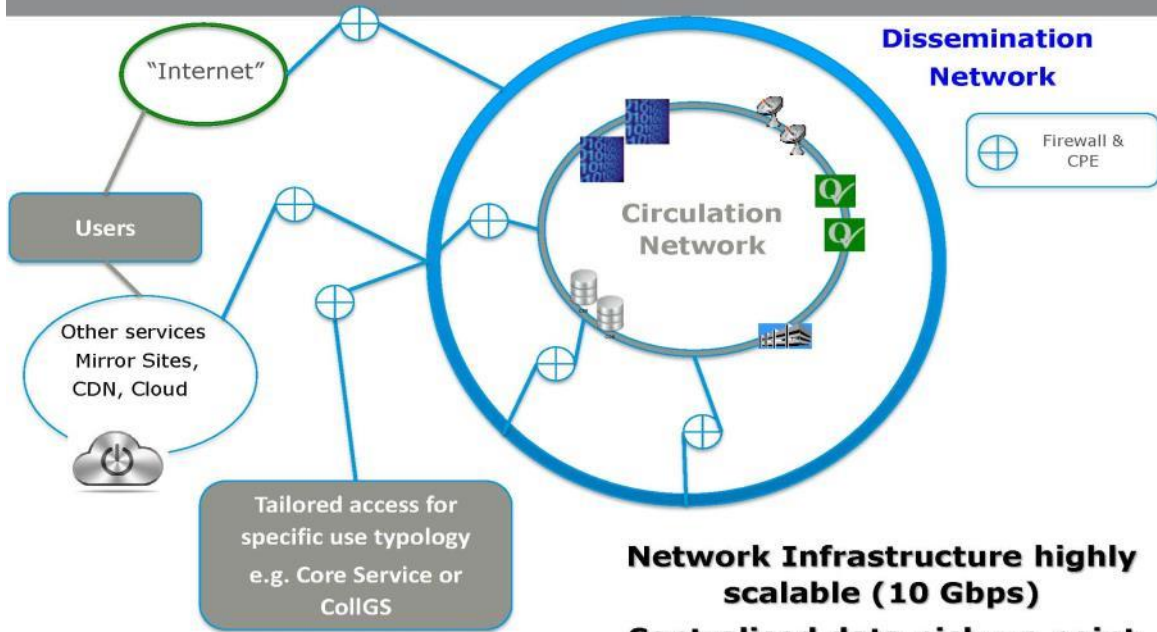 "Internet"
Dissemination
Network
Firewall &
CPE
Users
Circulation
Network
Other services
Mirror Sites,
CDN, Cloud
Tailored access for
specific use typology
e.g. Core Service or
CollGS
Network Infrastructure highly
scalable (10 Gbps)